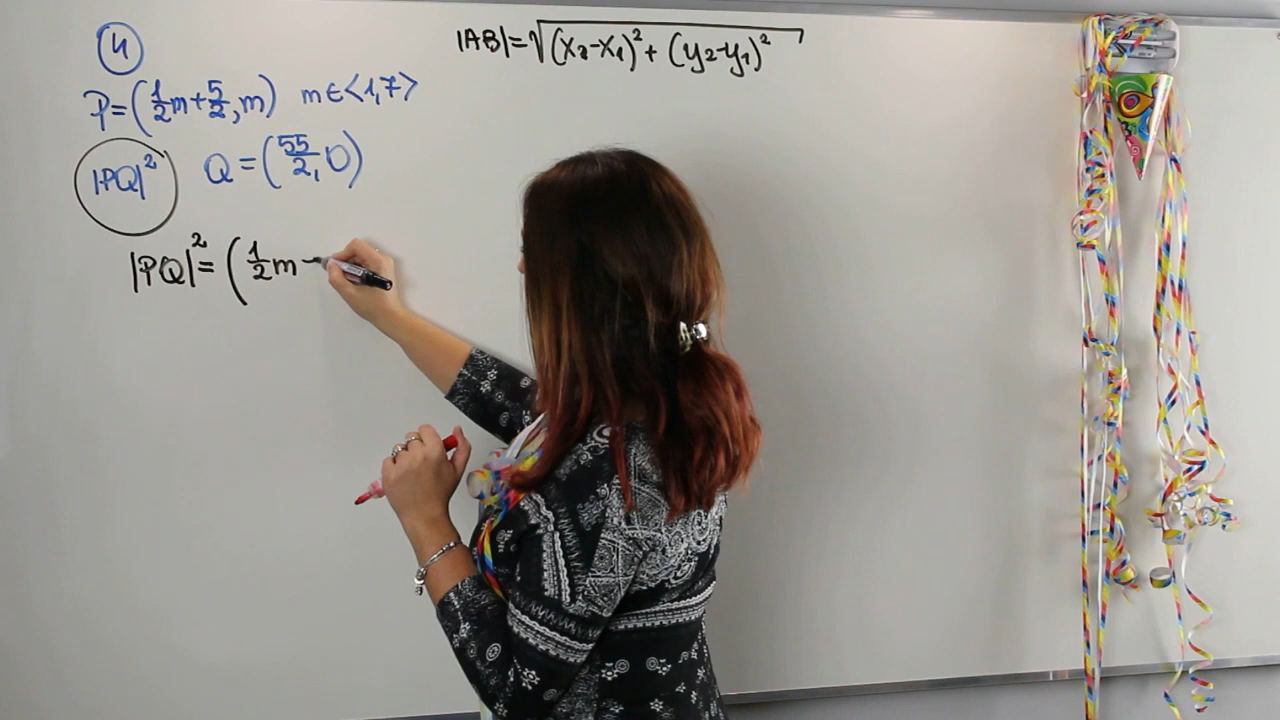 4
|AB|=√(x₂-x₁)²+(y₂-y₁)²
P=(1/2m+5/2,m) m∈<1,7>
|PQ|² Q=(55/2,0)
|PQ|²=(1/2m-